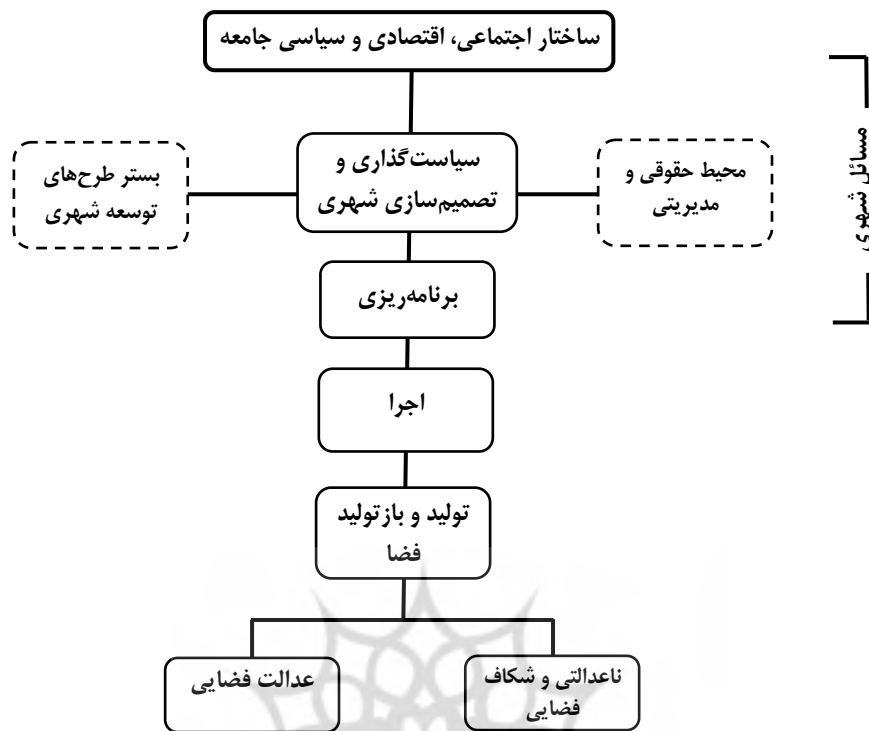 ساختار اجتماعی، اقتصادی و سیاسی جامعه
مسائل شهری
محیط حقوقی و
مدیریتی
سیاست‌گذاری و
تصمیم‌سازی شهری
بستر طرح‌های
توسعه شهری
برنامه‌ریزی
اجرا
تولید و بازتولید
فضا
ناعدالتی و شکاف
فضایی
عدالت فضایی